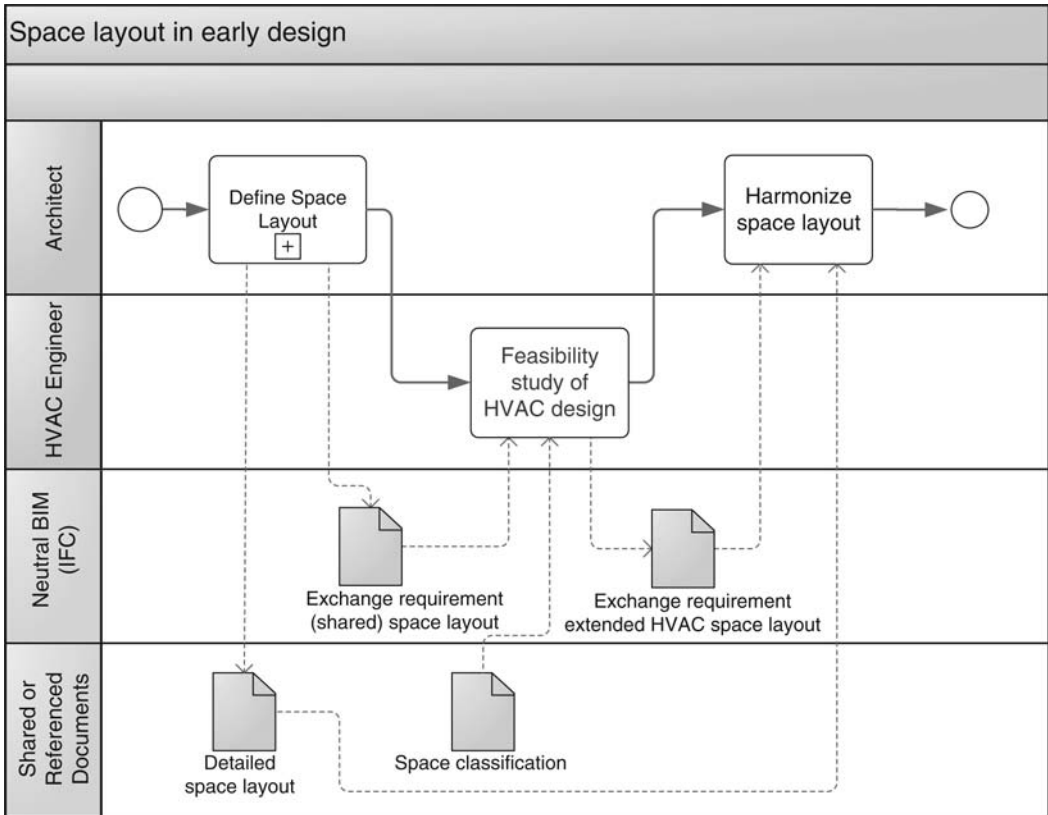 Space layout in early design
Architect
Define Space
Layout
+
Harmonize
space layout
HVAC Engineer
Feasibility
study of
HVAC design
Neutral BIM
(IFC)
Exchange requirement
(shared) space layout
Exchange requirement
extended HVAC space layout
Shared or
Referenced
Documents
Detailed
space layout
Space classification